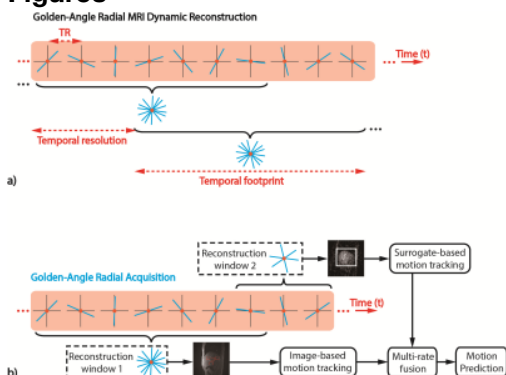 Figures
Golden-Angle Radial MRI Dynamic Reconstruction
TR
... ... Time (t)
... ...
Temporal resolution
Temporal footprint
a)
Reconstruction
window 2
Surrogate-based
motion tracking
Golden-Angle Radial Acquisition
... ... Time (t)
Reconstruction
window 1
Image-based
motion tracking
Multi-rate
fusion
Motion
Prediction
b)